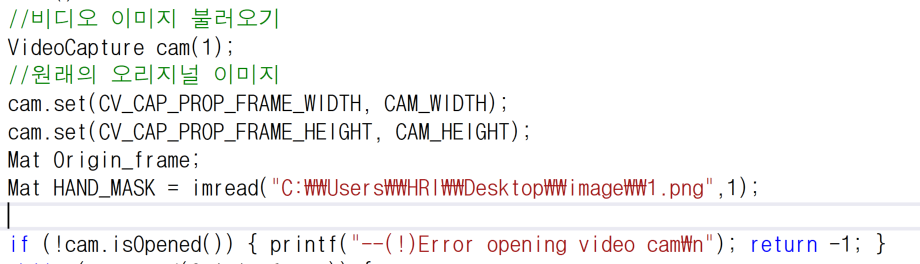 //비디오 이미지 불러오기
VideoCapture cam(1);
//원래의 오리지널 이미지
cam.set(CV_CAP_PROP_FRAME_WIDTH, CAM_WIDTH);
cam.set(CV_CAP_PROP_FRAME_HEIGHT, CAM_HEIGHT);
Mat Origin_frame;
Mat HAND_MASK = imread("C:₩₩Users₩₩HRI₩₩Desktop₩₩image₩₩1.png",1);
if (!cam.isOpened()) { printf("--(!)Error opening video cam₩n"); return -1; }